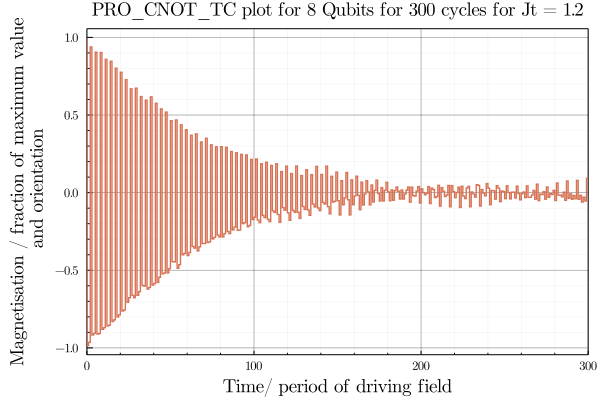 PRO_CNOT_TC plot for 8 Qubits for 300 cycles for Jt = 1.2
Magnetisation / fraction of maximum value
and orientation
1.0
0.5
0.0
−0.5
−1.0
0
100
200
300
Time/ period of driving field